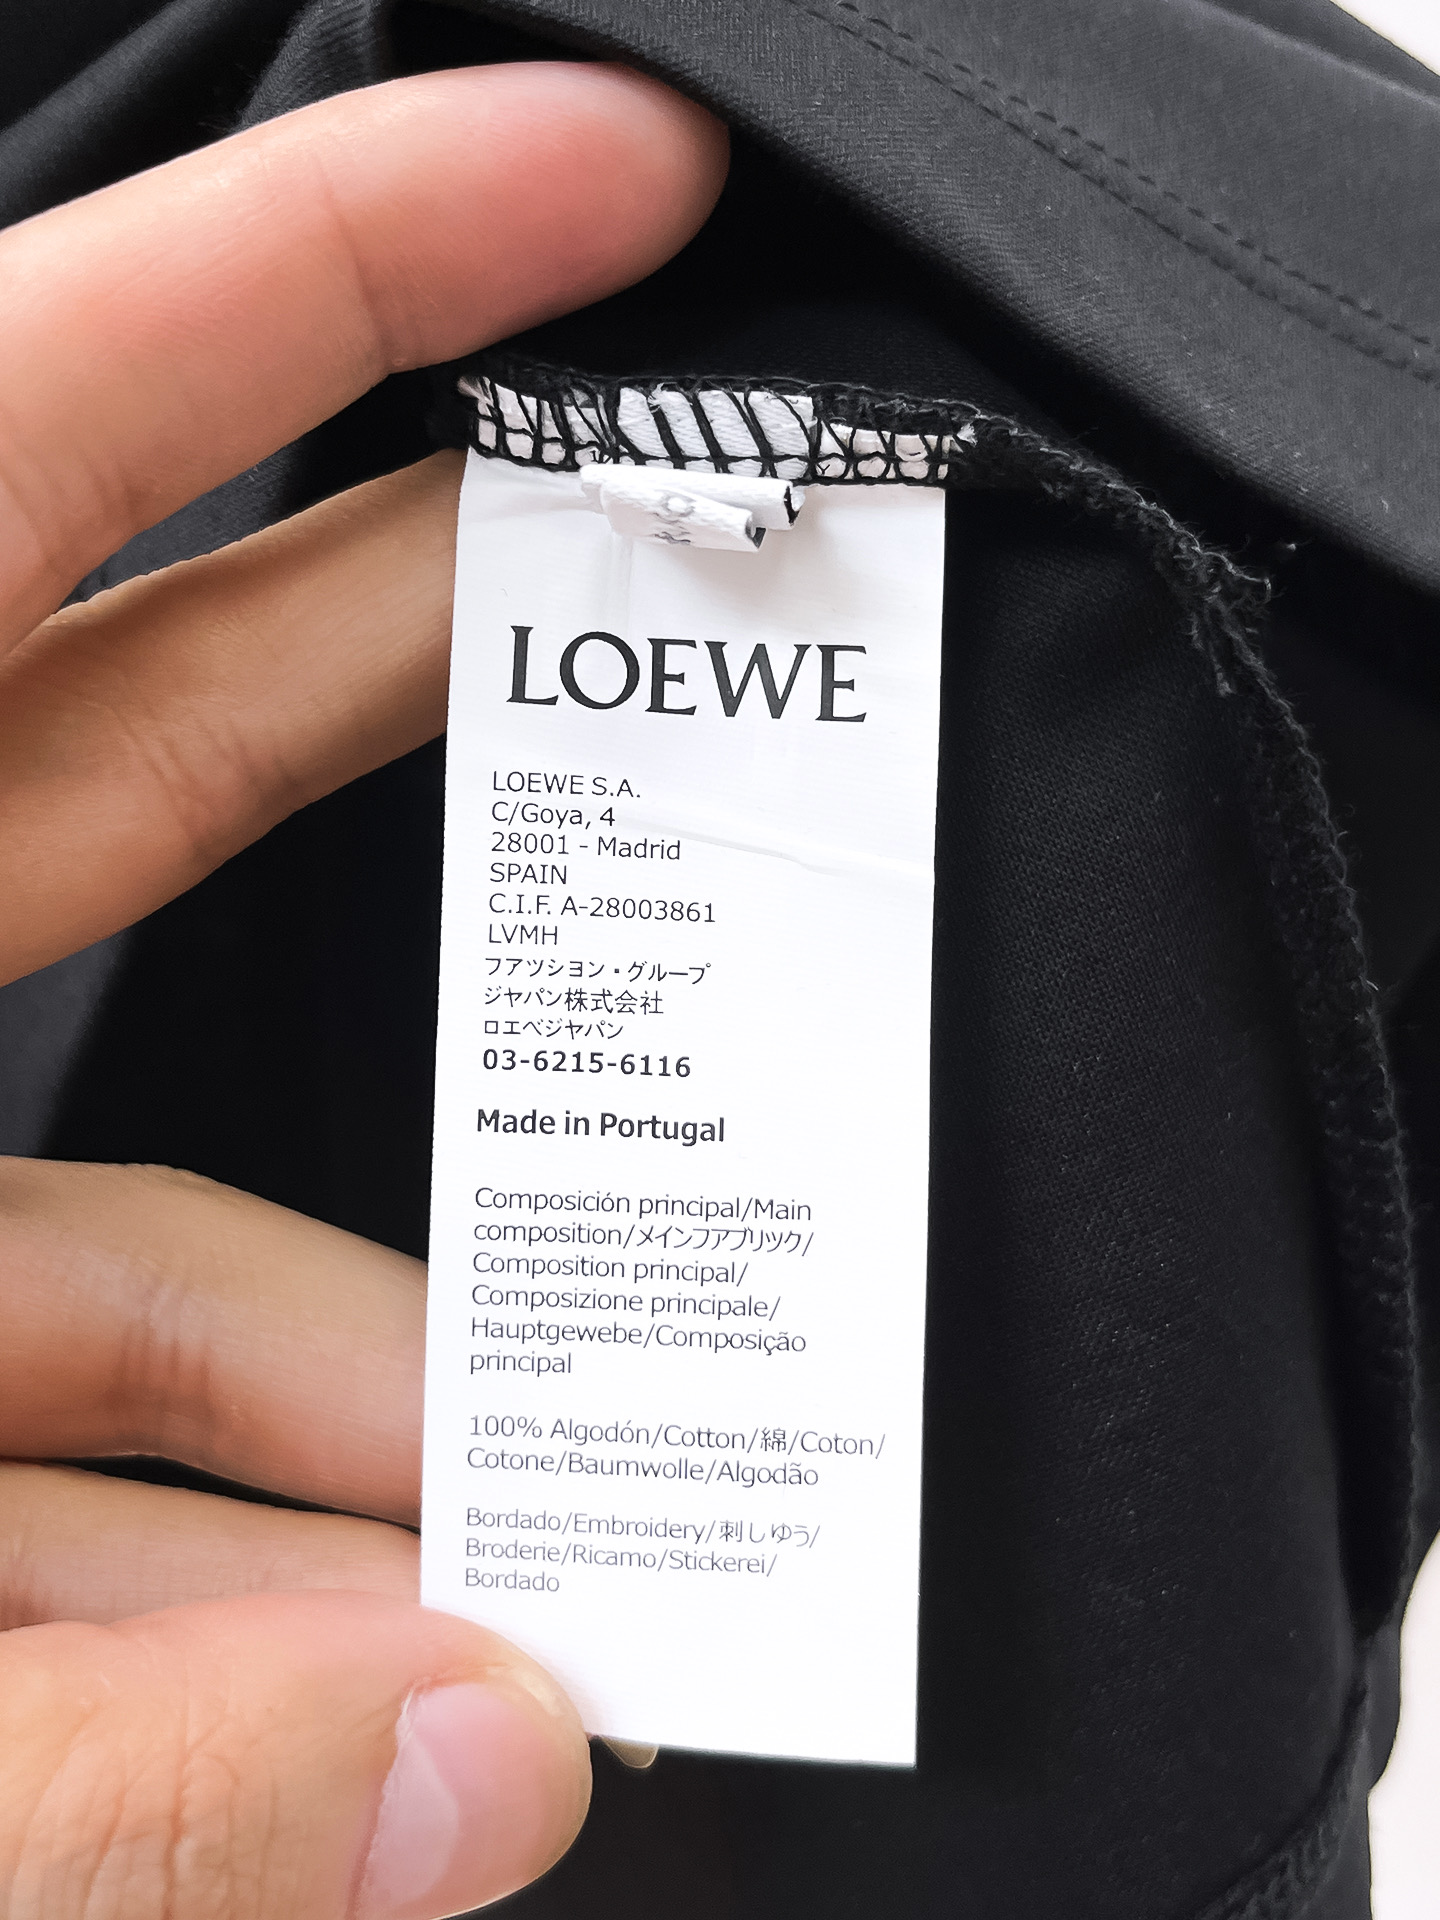 LOEWE
LOEWE S.A.
C/Goya, 4
28001 - Madrid
SPAIN
C.I.F. A-28003861
LVMH
フアツシヨン・グループ
ジヤパン株式会社
ロエベジヤパン
03-6215-6116
Made in Portugal
Composición principal/Main
composition/メインフアブリツク/
Composition principal/
Composizione principale/
Hauptgewebe/Composição
principal
100% Algodón/Cotton/綿/Coton/
Cotone/Baumwolle/Algodão
Bordado/Embroidery/刺しゆう/
Broderie/Ricamo/Stickerei/
Bordado